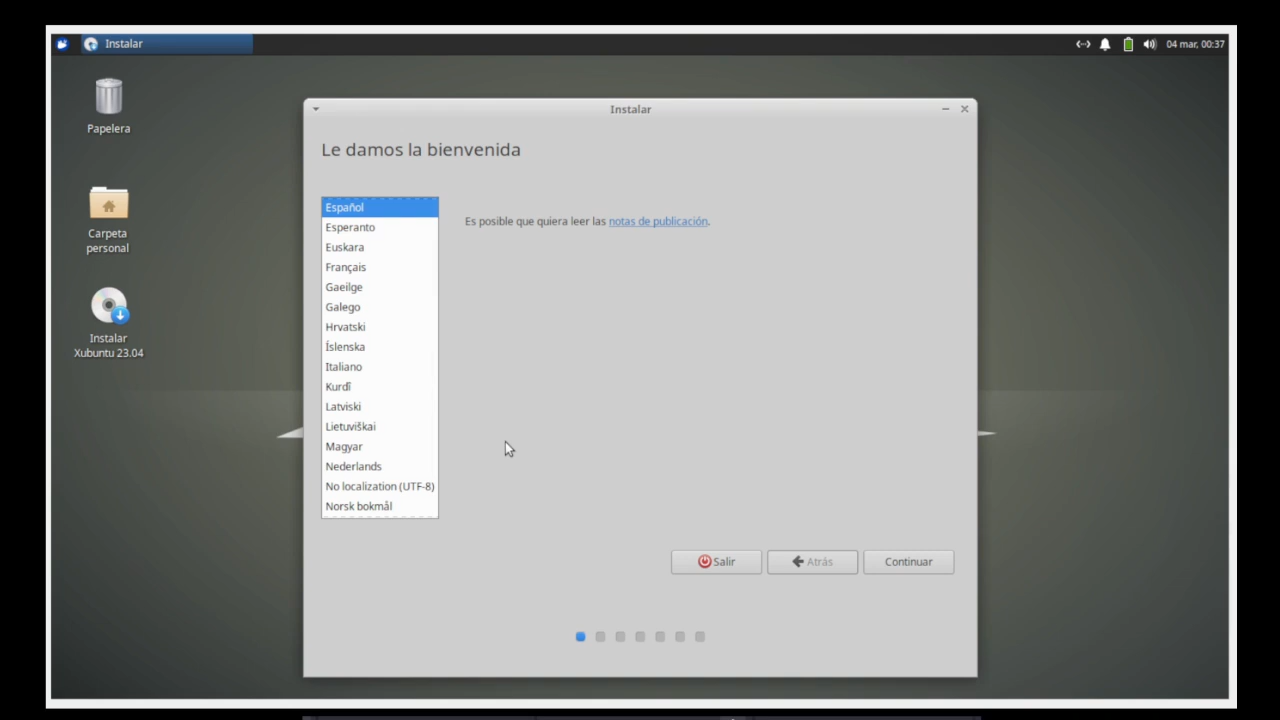 Instalar
04 mar, 00:37
Papelera
Carpeta
personal
Instalar
Xubuntu 23.04
Instalar
Le damos la bienvenida
Español
Esperanto
Euskara
Français
Gaeilge
Galego
Hrvatski
Íslenska
Italiano
Kurdî
Latviski
Lietuviškai
Magyar
Nederlands
No localization (UTF-8)
Norsk bokmål
Es posible que quiera leer las notas de publicación.
Salir
Atrás
Continuar